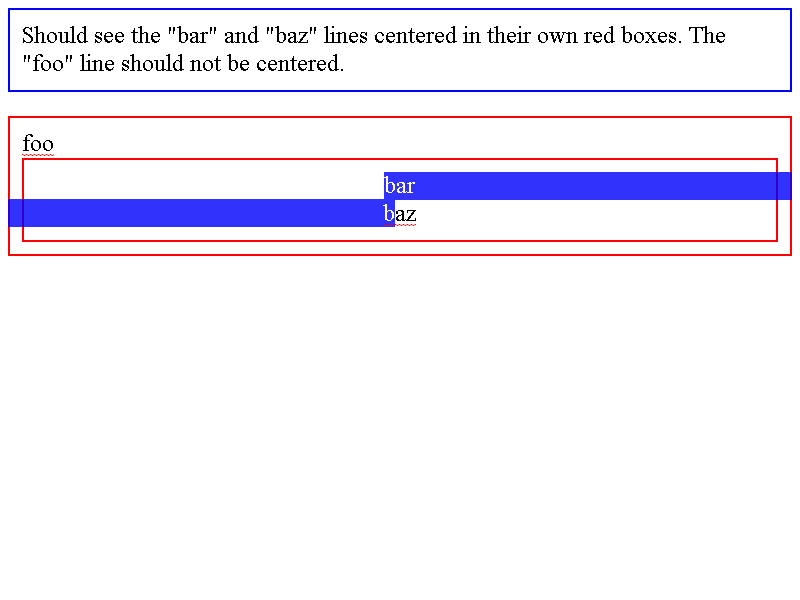 Should see the "bar" and "baz" lines centered in their own red boxes. The
"foo" line should not be centered.
foo
bar
baz